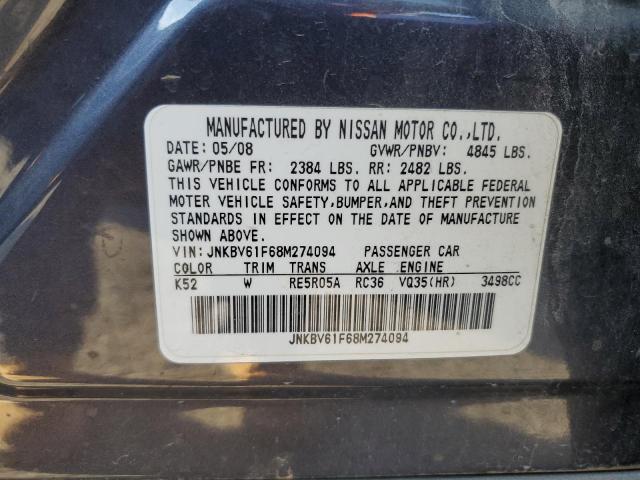 MANUFACTURED BY NISSAN MOTOR CO.,LTD.
DATE: 05/08 GVWR/PNBV: 4845 LBS.
GAWR/PNBE FR: 2384 LBS. RR: 2482 LBS.
THIS VEHICLE CONFORMS TO ALL APPLICABLE FEDERAL
MOTOR VEHICLE SAFETY,BUMPER,AND THEFT PREVENTION
STANDARDS IN EFFECT ON THE DATE OF MANUFACTURE
SHOWN ABOVE.
VIN: JNKBV61F68M274094 PASSENGER CAR
COLOR TRIM TRANS AXLE ENGINE
K52 W RE5R05A RC36 VQ35(HR) 3498CC
JNKBV61F68M274094